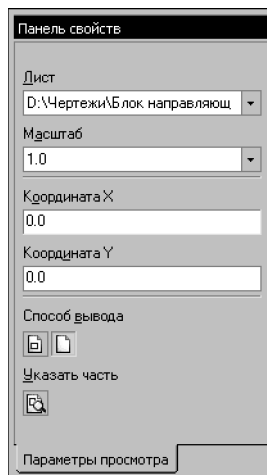 Панель свойств
Лист
D:\Чертежи\Блок направляющ
Масштаб
1.0
Координата X
0.0
Координата Y
0.0
Способ вывода
Указать часть
Параметры просмотра